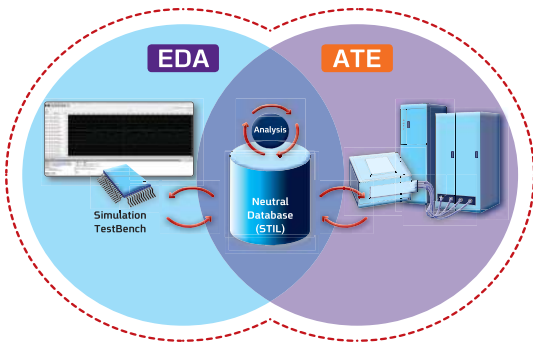 EDA
ATE
Analysis
Simulation
TestBench
Neutral
Database
(STIL)